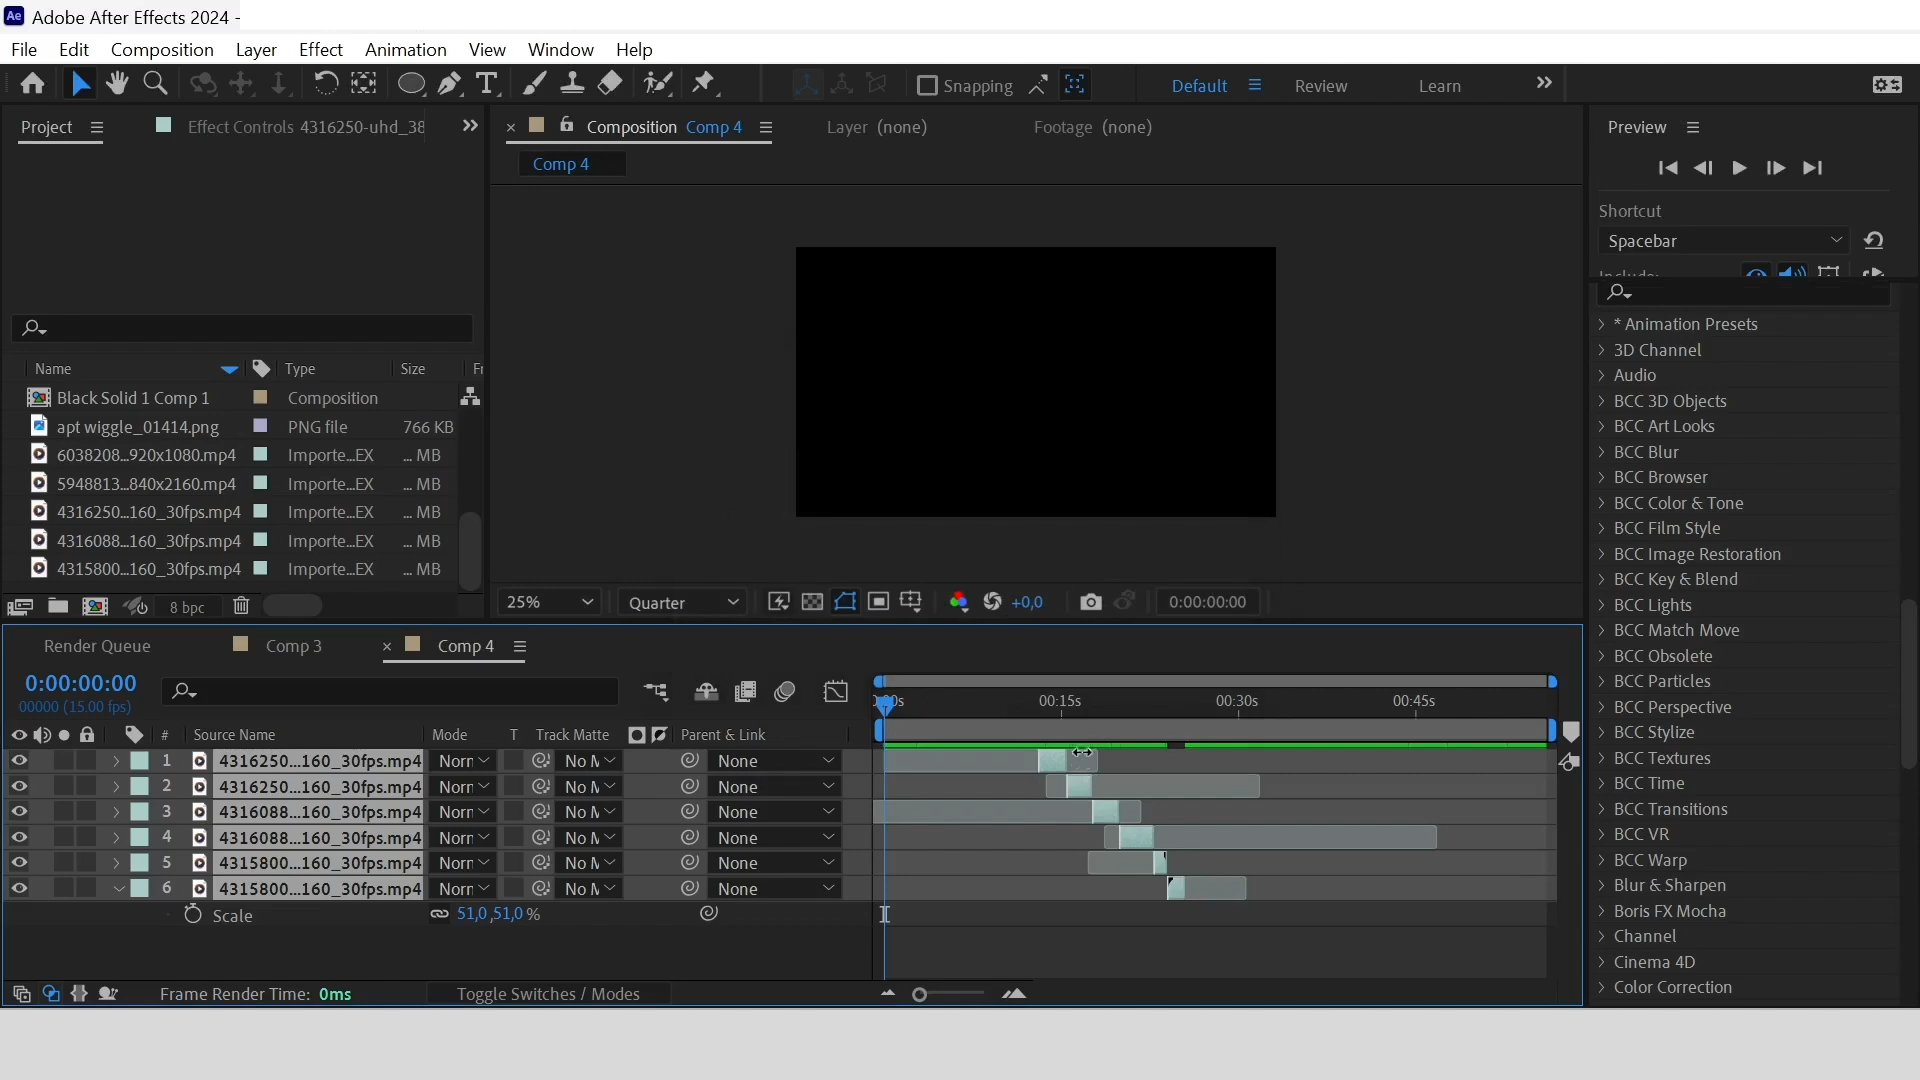 Ae Adobe After Effects 2024 -
File Edit Composition Layer Effect Animation View Window Help
Snapping Default Review Learn
Project Effect Controls 4316250-uhd_38
Composition Comp 4 Layer (none) Footage (none)
Comp 4
Preview
Shortcut
Spacebar
Include:
Name Type Size Fr
Black Solid 1 Comp 1 Composition
apt wiggle_01414.png PNG file 766 KB
6038208...920x1080.mp4 Importe...EX ... MB
5948813...840x2160.mp4 Importe...EX ... MB
4316250...160_30fps.mp4 Importe...EX ... MB
4316088...160_30fps.mp4 Importe...EX ... MB
4315800...160_30fps.mp4 Importe...EX ... MB
8 bpc
25% Quarter +0,0 0:00:00:00
* Animation Presets
3D Channel
Audio
BCC 3D Objects
BCC Art Looks
BCC Blur
BCC Browser
BCC Color & Tone
BCC Film Style
BCC Image Restoration
BCC Key & Blend
BCC Lights
BCC Match Move
BCC Obsolete
BCC Particles
BCC Perspective
BCC Stylize
BCC Textures
BCC Time
BCC Transitions
BCC VR
BCC Warp
Blur & Sharpen
Boris FX Mocha
Channel
Cinema 4D
Color Correction
Render Queue Comp 3 Comp 4
0:00:00:00
00000 (15.00 fps)
00:15s 00:30s 00:45s
# Source Name Mode T Track Matte Parent & Link
1 4316250...160_30fps.mp4 Norn No M None
2 4316250...160_30fps.mp4 Norn No M None
3 4316088...160_30fps.mp4 Norn No M None
4 4316088...160_30fps.mp4 Norn No M None
5 4315800...160_30fps.mp4 Norn No M None
6 4315800...160_30fps.mp4 Norn No M None
Scale 51,0,51,0 %
Frame Render Time: 0ms Toggle Switches / Modes